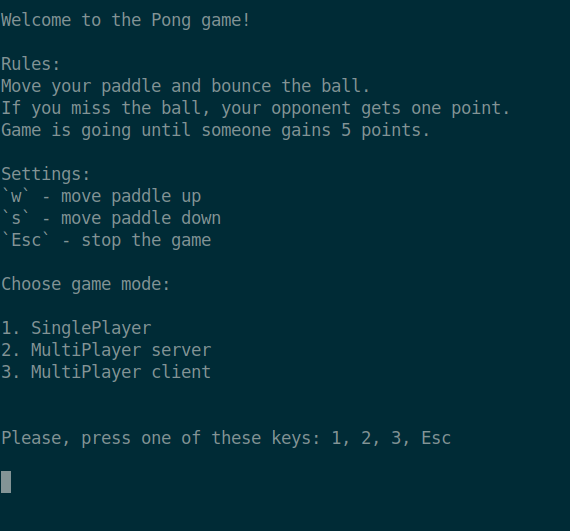 Welcome to the Pong game!
Rules:
Move your paddle and bounce the ball.
If you miss the ball, your opponent gets one point.
Game is going until someone gains 5 points.
Settings:
`w` - move paddle up
`s` - move paddle down
`Esc` - stop the game
Choose game mode:
1. SinglePlayer
2. MultiPlayer server
3. MultiPlayer client
Please, press one of these keys: 1, 2, 3, Esc